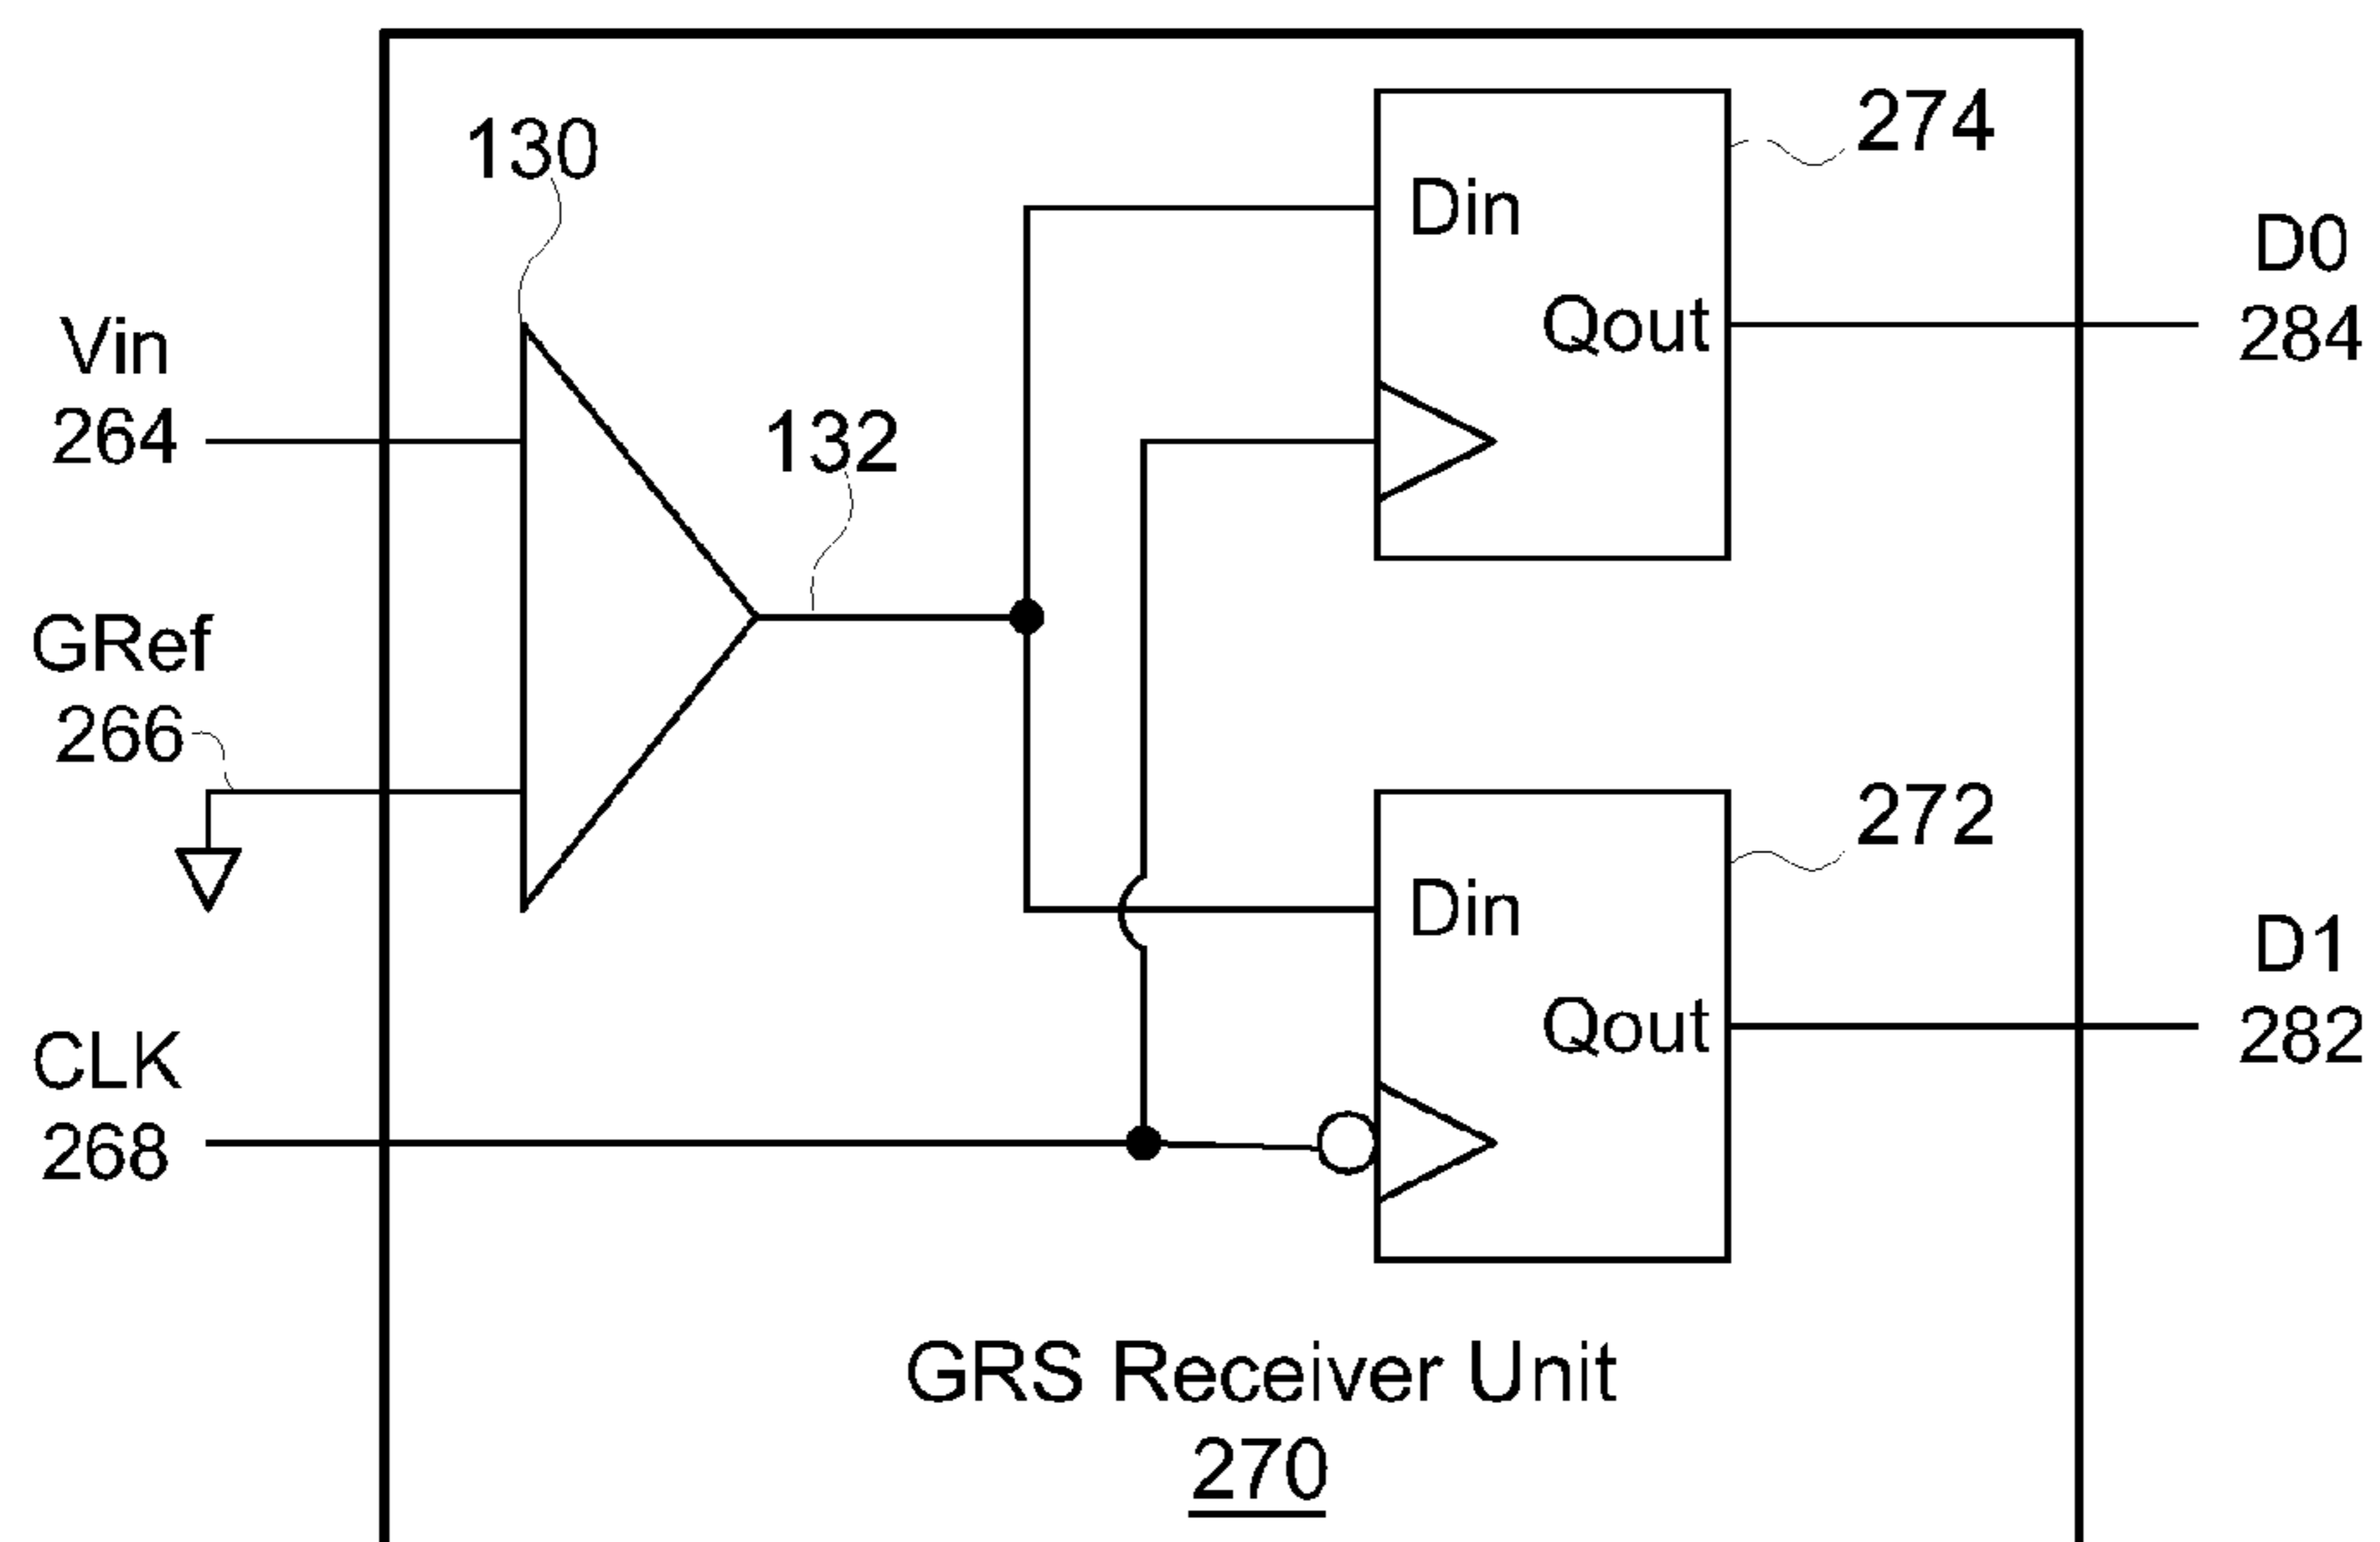 130
274
Din
D0
284
Qout
Vin
264
132
GRef
266
272
Din
D1
282
Qout
CLK
268
GRS Receiver Unit
270